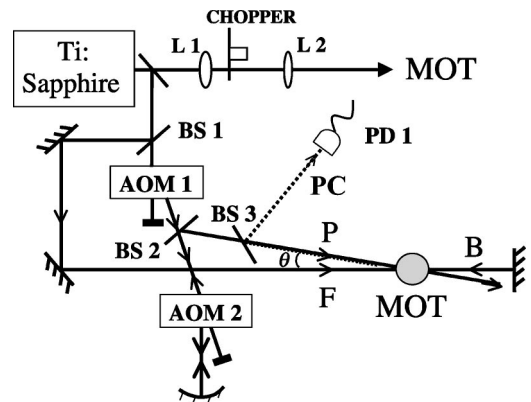 CHOPPER
Ti:
Sapphire
L 1
L 2
MOT
BS 1
PD 1
AOM 1
PC
BS 3
BS 2
P
θ
B
F
MOT
AOM 2